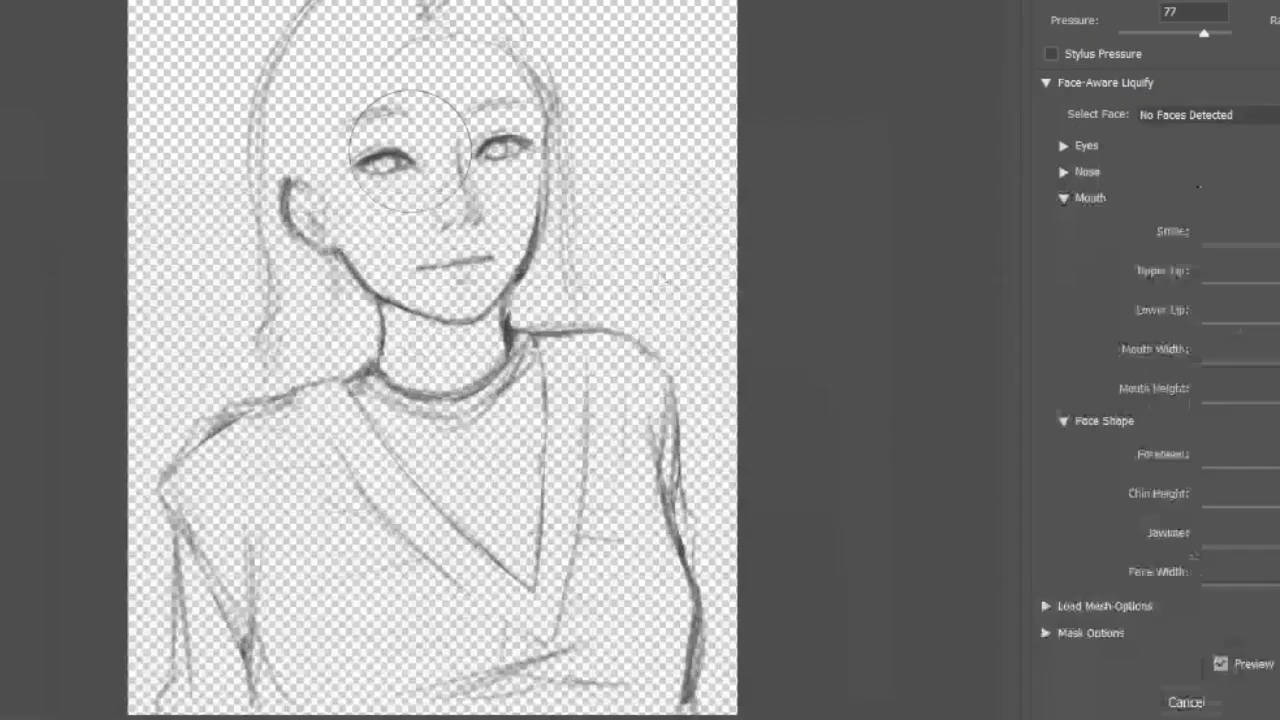 77
Pressure:
Stylus Pressure
Face-Aware Liquify
Select Face: No Faces Detected
Eyes
Nose
Mouth
Smile:
Upper Lip:
Lower Lip:
Mouth Width:
Mouth Height:
Face Shape
Forehead:
Chin Height:
Jawline:
Face Width:
Load Mesh Options
Mask Options
Preview
Cancel